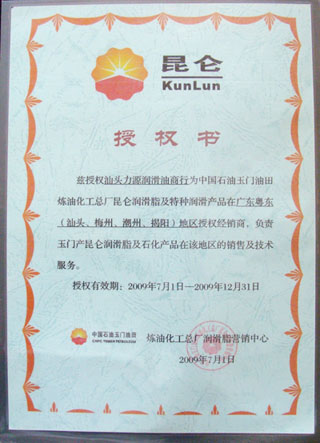 昆仑
KunLun
授权书
兹授权汕头力源润滑油商行为中国石油玉门油田
炼油化工总厂昆仑润滑脂及特种润滑产品在广东粤东
(汕头、梅州、潮州、揭阳)地区授权经销商,负责
玉门产昆仑润滑脂及石化产品在该地区的销售及技术
服务。
授权有效期:2009年7月1日—2009年12月31日
中国石油玉门油田
CNPC YUMEN PETROLEUM
炼油化工总厂润滑脂营销中心
2009年7月1日